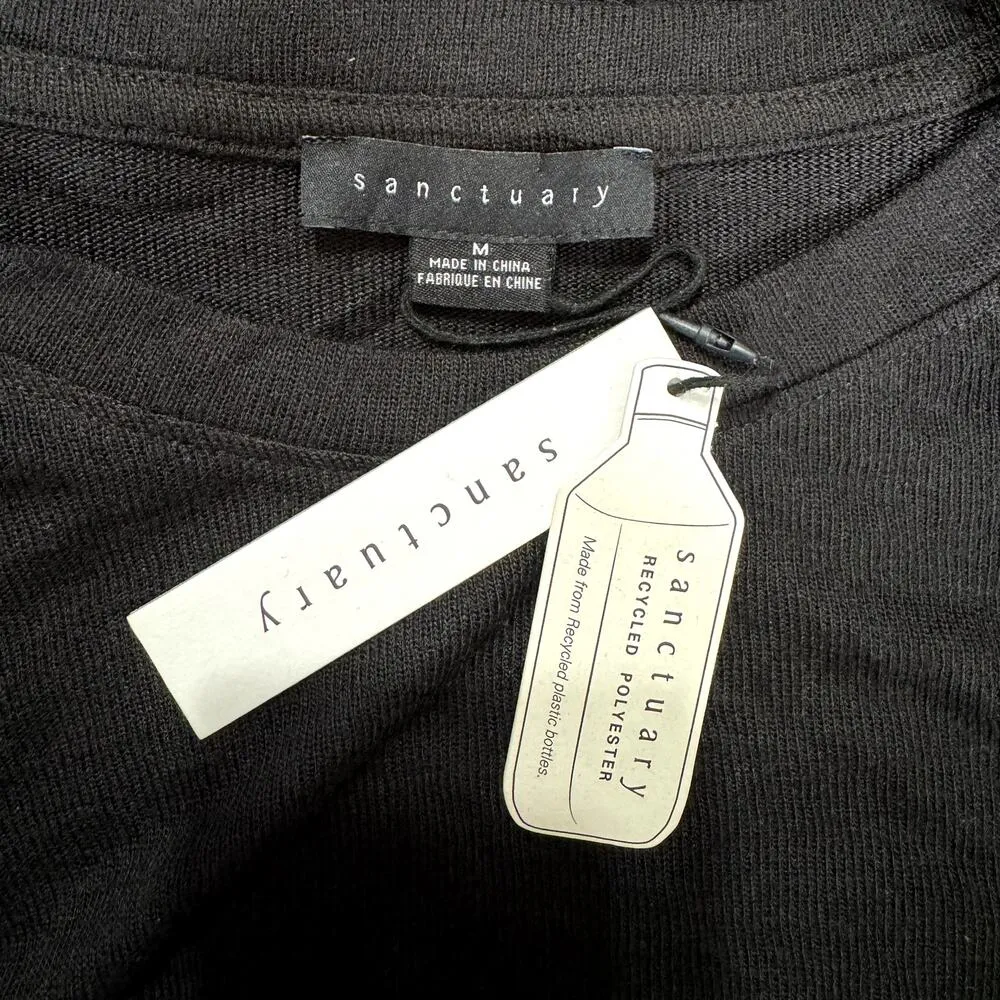 sanctuary
M
MADE IN CHINA
FABRIQUE EN CHINE
sanctuary
sanctuary
RECYCLED POLYESTER
Made from Recycled plastic bottles.